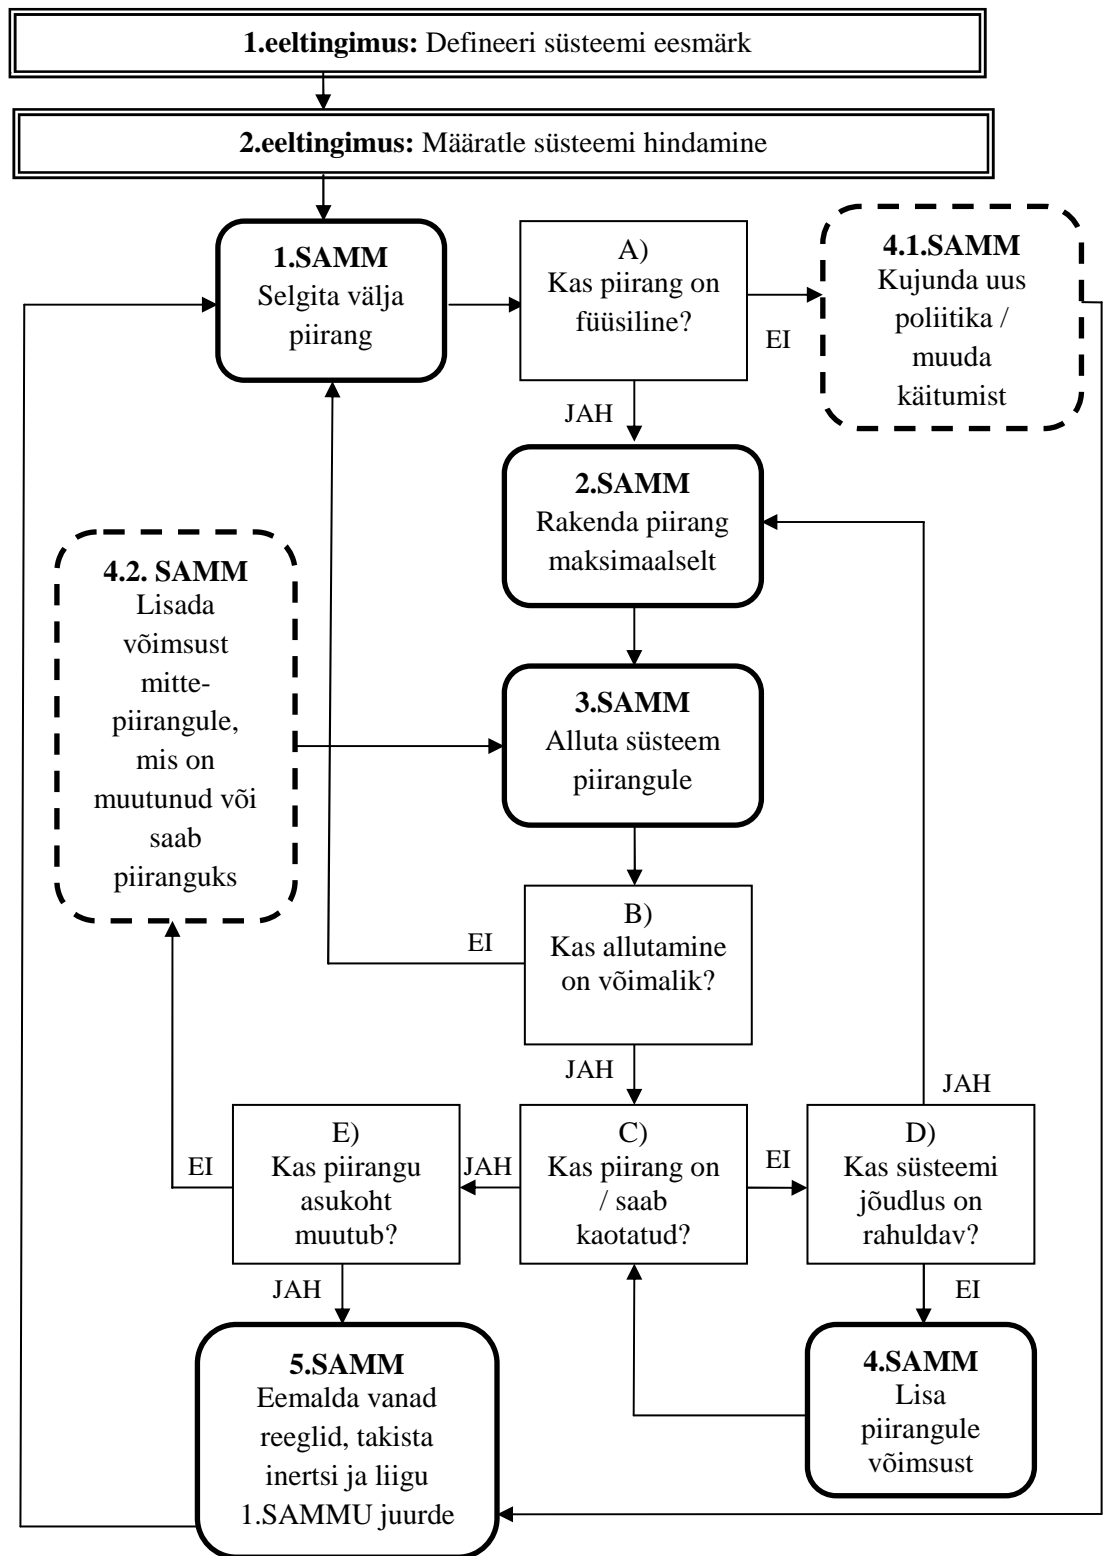 1.eeltingimus: Defineeri süsteemi eesmärk
2.eeltingimus: Määratle süsteemi hindamine
1.SAMM
Selgita välja
piirang
A)
Kas piirang on
füüsiline?
EI
JAH
4.1.SAMM
Kujunda uus
poliitika /
muuda
käitumist
2.SAMM
Rakenda piirang
maksimaalselt
4.2. SAMM
Lisada
võimsust
mitte-
piirangule,
mis on
muutunud või
saab
piiranguks
3.SAMM
Alluta süsteem
piirangule
B)
Kas allutamine
on võimalik?
EI
JAH
E)
Kas piirangu
asukoht
muutub?
EI
JAH
C)
Kas piirang on
/ saab
kaotatud?
JAH
EI
D)
Kas süsteemi
jõudlus on
rahuldav?
JAH
EI
5.SAMM
Eemalda vanad
reeglid, takista
inertsi ja liigu
1.SAMMU juurde
4.SAMM
Lisa
piirangule
võimsust